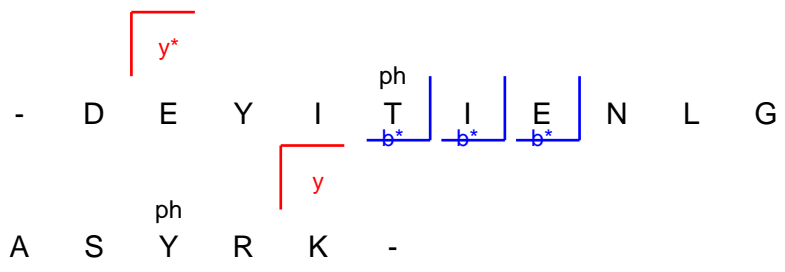 y*
ph
- D E Y I T I E N L G
b* b* b*
y
ph
A S Y R K -